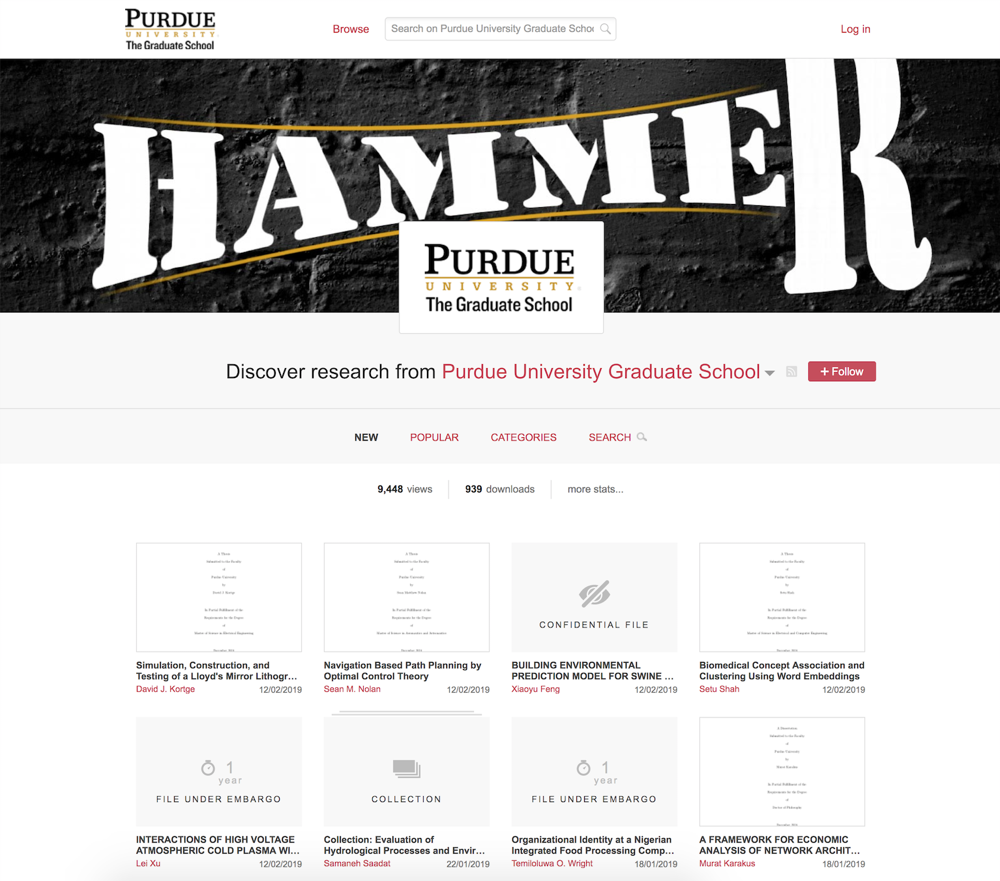 PURDUE
UNIVERSITY
The Graduate School
Browse
Search on Purdue University Graduate Schoo
Log in
HAMMER
PURDUE
UNIVERSITY
The Graduate School
Discover research from Purdue University Graduate School
+ Follow
NEW POPULAR CATEGORIES SEARCH
9,448 views 939 downloads more stats...
A Thesis
Submitted to the Faculty
of
Purdue University
by
David J. Kortge
In Partial Fulfillment of the
Requirements for the Degree
of
Master of Science in Electrical Engineering
Simulation, Construction, and
Testing of a Lloyd's Mirror Lithogr...
David J. Kortge 12/02/2019
A Thesis
Submitted to the Faculty
of
Purdue University
by
Sean Matthew Nolan
In Partial Fulfillment of the
Requirements for the Degree
of
Master of Science in Aeronautics and Astronautics
Navigation Based Path Planning by
Optimal Control Theory
Sean M. Nolan 12/02/2019
CONFIDENTIAL FILE
BUILDING ENVIRONMENTAL
PREDICTION MODEL FOR SWINE ...
Xiaoyu Feng 12/02/2019
A Thesis
Submitted to the Faculty
of
Purdue University
by
Setu Shah
In Partial Fulfillment of the
Requirements for the Degree
of
Master of Science in Electrical and Computer Engineering
Biomedical Concept Association and
Clustering Using Word Embeddings
Setu Shah 12/02/2019
1
year
FILE UNDER EMBARGO
INTERACTIONS OF HIGH VOLTAGE
ATMOSPHERIC COLD PLASMA WI...
Lei Xu 12/02/2019
COLLECTION
Collection: Evaluation of
Hydrological Processes and Envir...
Samaneh Saadat 22/01/2019
1
year
FILE UNDER EMBARGO
Organizational Identity at a Nigerian
Integrated Food Processing Comp...
Temiloluwa O. Wright 18/01/2019
A Dissertation
Submitted to the Faculty
of
Purdue University
by
Murat Karakus
In Partial Fulfillment of the
Requirements for the Degree
of
Doctor of Philosophy
A FRAMEWORK FOR ECONOMIC
ANALYSIS OF NETWORK ARCHIT...
Murat Karakus 18/01/2019